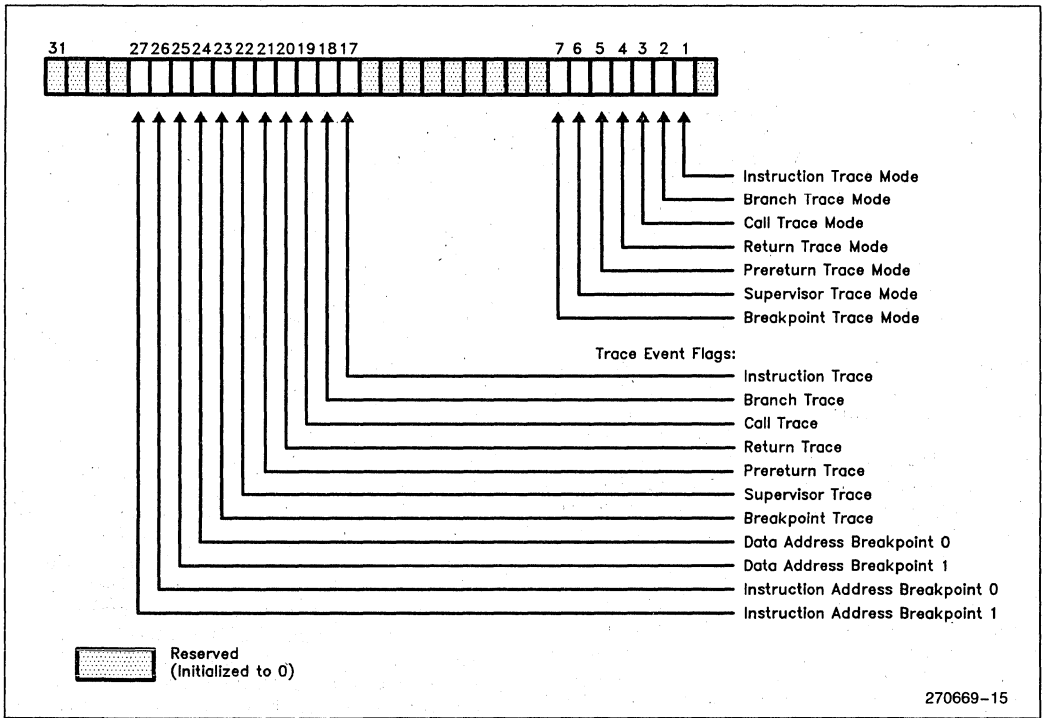 31 27 26 25 24 23 22 21 20 19 18 17 7 6 5 4 3 2 1
Instruction Trace Mode
Branch Trace Mode
Call Trace Mode
Return Trace Mode
Prereturn Trace Mode
Supervisor Trace Mode
Breakpoint Trace Mode
Trace Event Flags:
Instruction Trace
Branch Trace
Call Trace
Return Trace
Prereturn Trace
Supervisor Trace
Breakpoint Trace
Data Address Breakpoint 0
Data Address Breakpoint 1
Instruction Address Breakpoint 0
Instruction Address Breakpoint 1
Reserved
(Initialized to 0)
270669-15